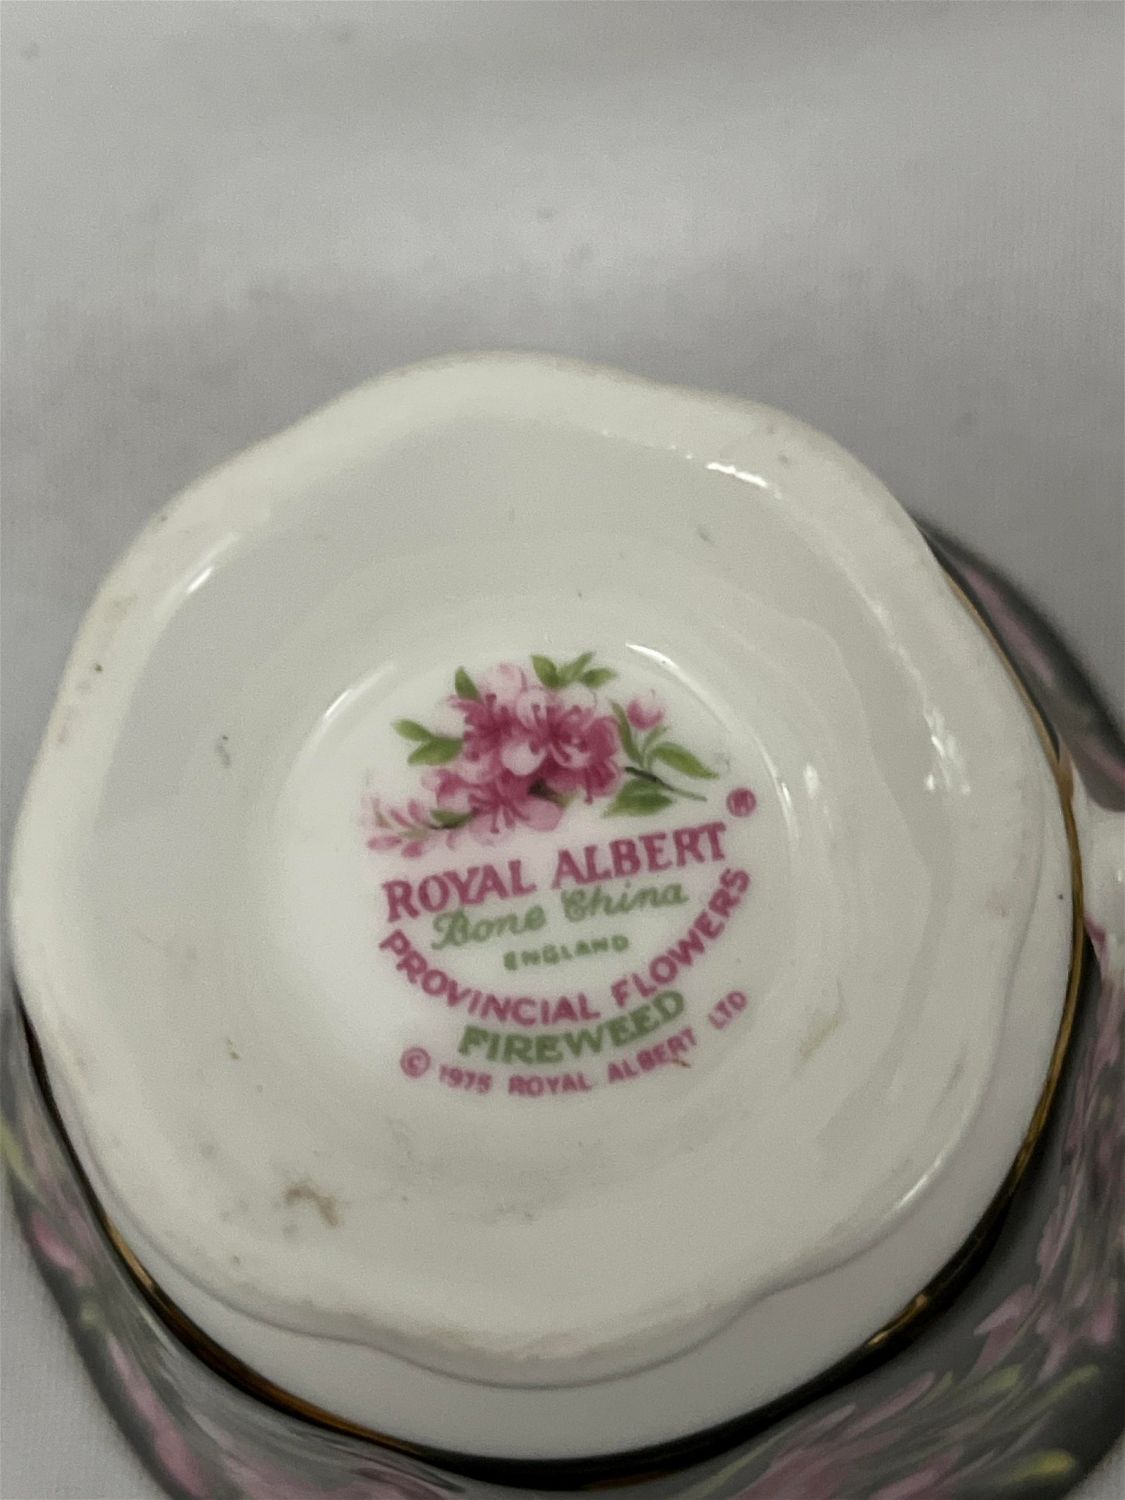 ®
ROYAL ALBERT
Bone China
ENGLAND
PROVINCIAL FLOWERS
FIREWEED
© 1975 ROYAL ALBERT LTD